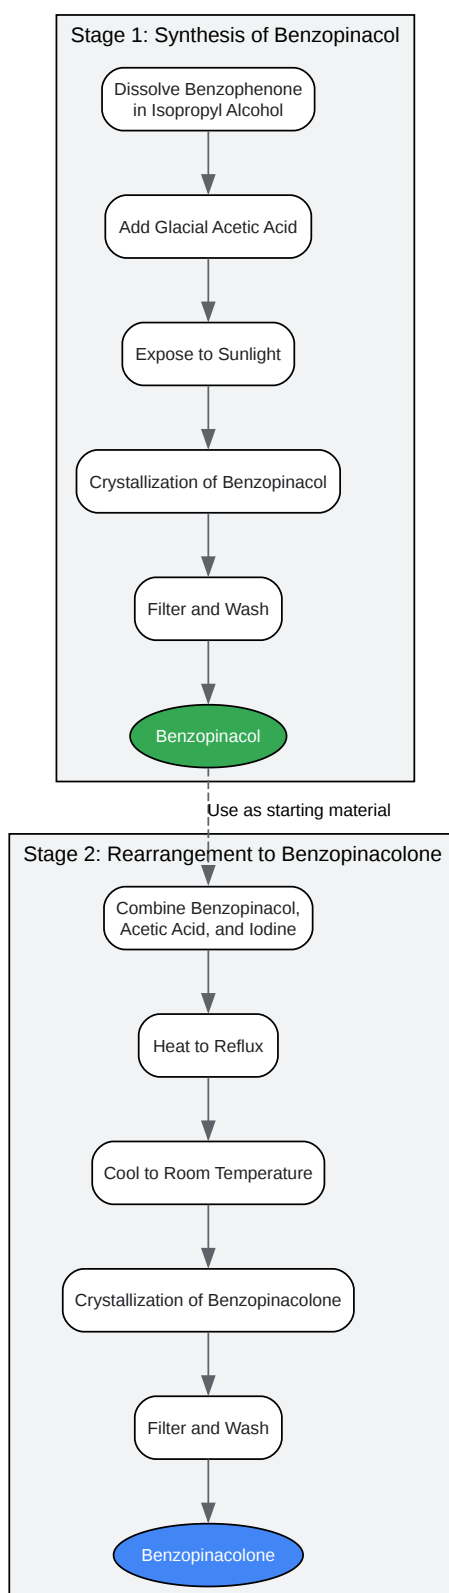 Stage 1: Synthesis of Benzopinacol
Dissolve Benzophenone
in Isopropyl Alcohol
Add Glacial Acetic Acid
Expose to Sunlight
Crystallization of Benzopinacol
Filter and Wash
Benzopinacol
Use as starting material
Stage 2: Rearrangement to Benzopinacolone
Combine Benzopinacol,
Acetic Acid, and Iodine
Heat to Reflux
Cool to Room Temperature
Crystallization of Benzopinacolone
Filter and Wash
Benzopinacolone